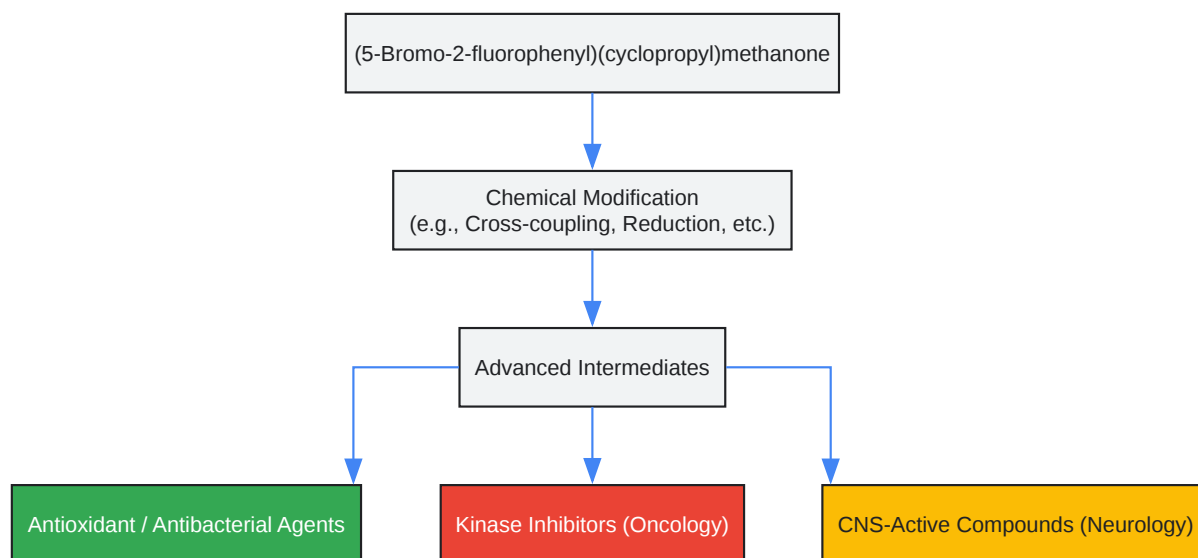 (5-Bromo-2-fluorophenyl)(cyclopropyl)methanone
Chemical Modification
(e.g., Cross-coupling, Reduction, etc.)
Advanced Intermediates
Antioxidant / Antibacterial Agents
Kinase Inhibitors (Oncology)
CNS-Active Compounds (Neurology)